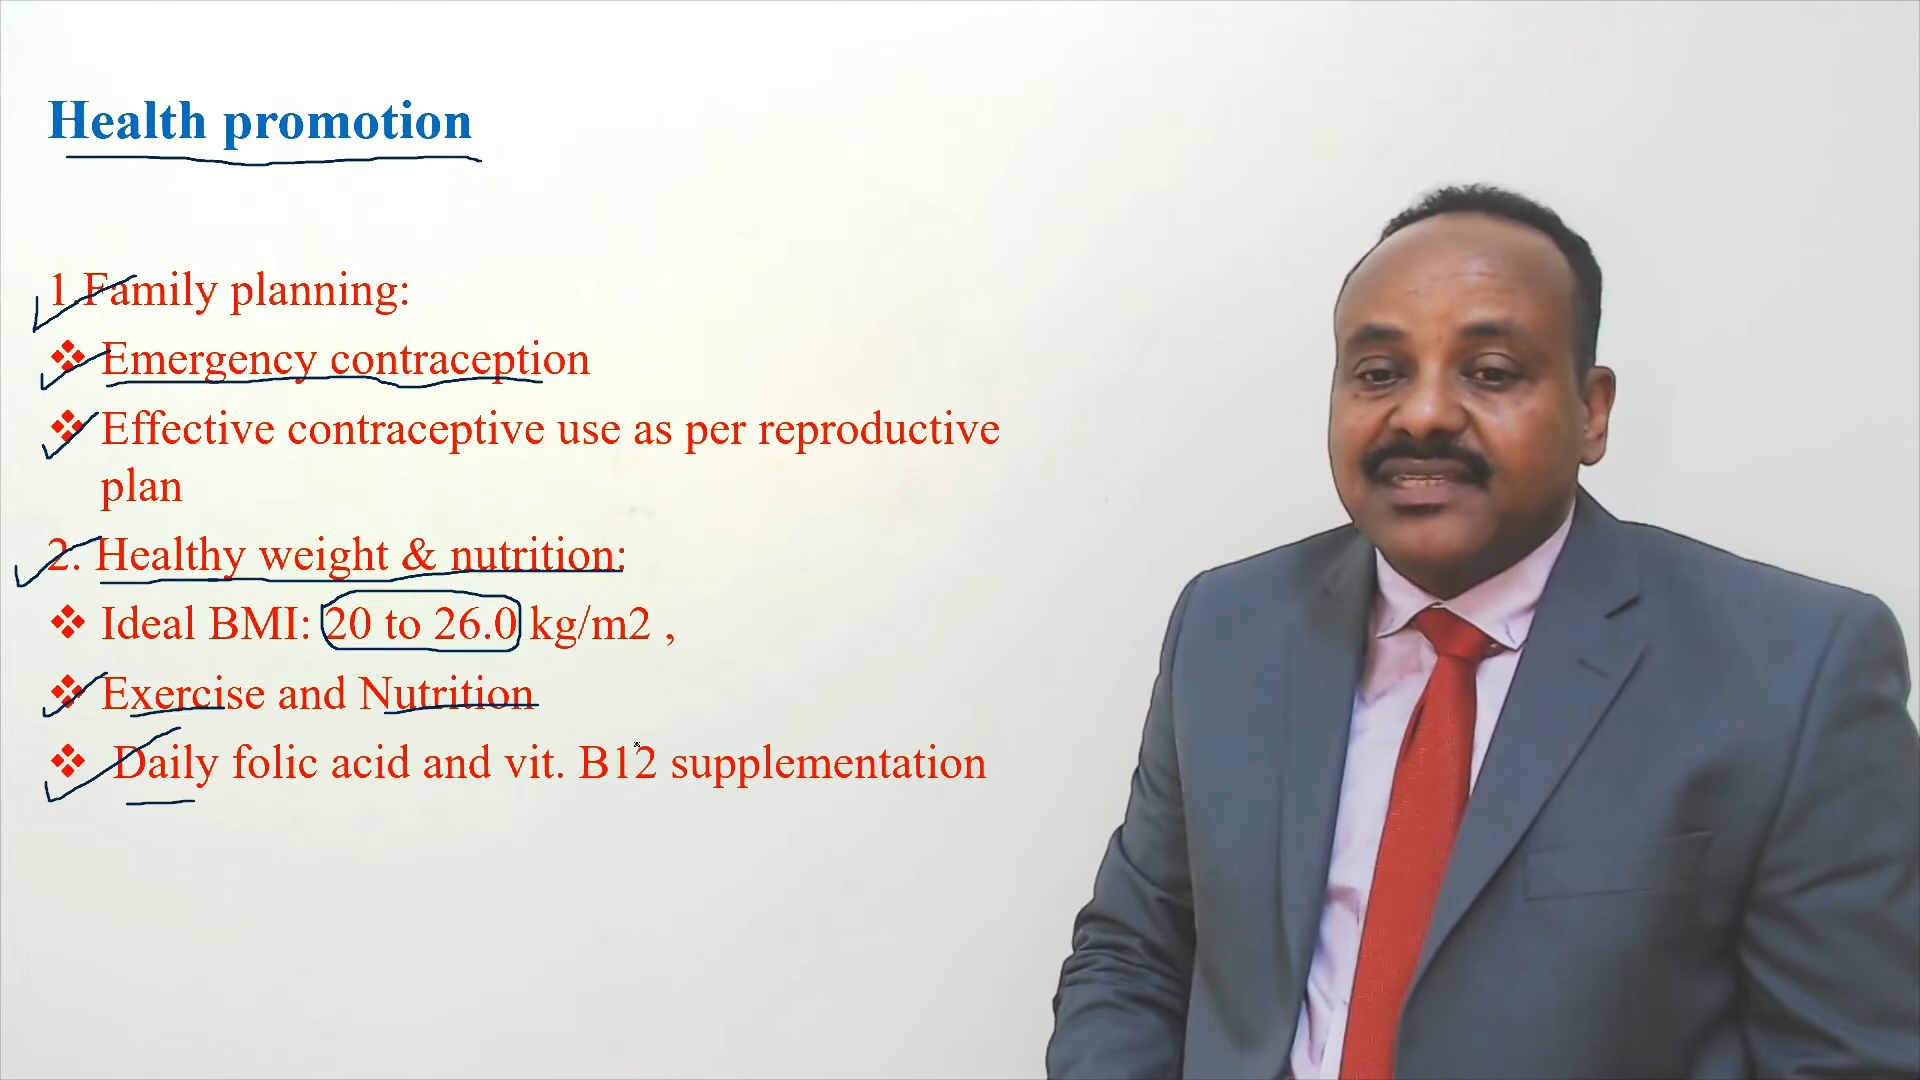 Health promotion
1 Family planning:
❖ Emergency contraception
❖ Effective contraceptive use as per reproductive
plan
2. Healthy weight & nutrition:
❖ Ideal BMI: 20 to 26.0 kg/m2 ,
❖ Exercise and Nutrition
❖ Daily folic acid and vit. B12 supplementation